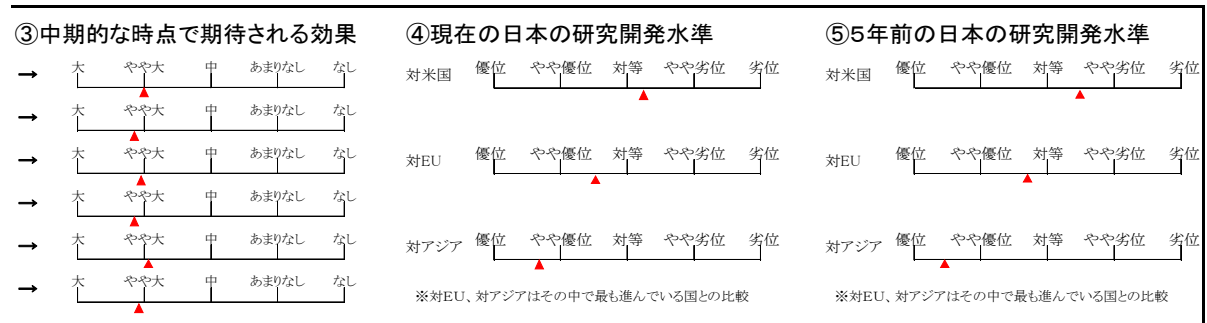 ③中期的な時点で期待される効果
→ 大 やや大 中 あまりなし なし
→ 大 やや大 中 あまりなし なし
→ 大 やや大 中 あまりなし なし
→ 大 やや大 中 あまりなし なし
→ 大 やや大 中 あまりなし なし
→ 大 やや大 中 あまりなし なし
④現在の日本の研究開発水準
対米国 優位 やや優位 対等 やや劣位 劣位
対EU 優位 やや優位 対等 やや劣位 劣位
対アジア 優位 やや優位 対等 やや劣位 劣位
※対EU、対アジアはその中で最も進んでいる国との比較
⑤5年前の日本の研究開発水準
対米国 優位 やや優位 対等 やや劣位 劣位
対EU 優位 やや優位 対等 やや劣位 劣位
対アジア 優位 やや優位 対等 やや劣位 劣位
※対EU、対アジアはその中で最も進んでいる国との比較